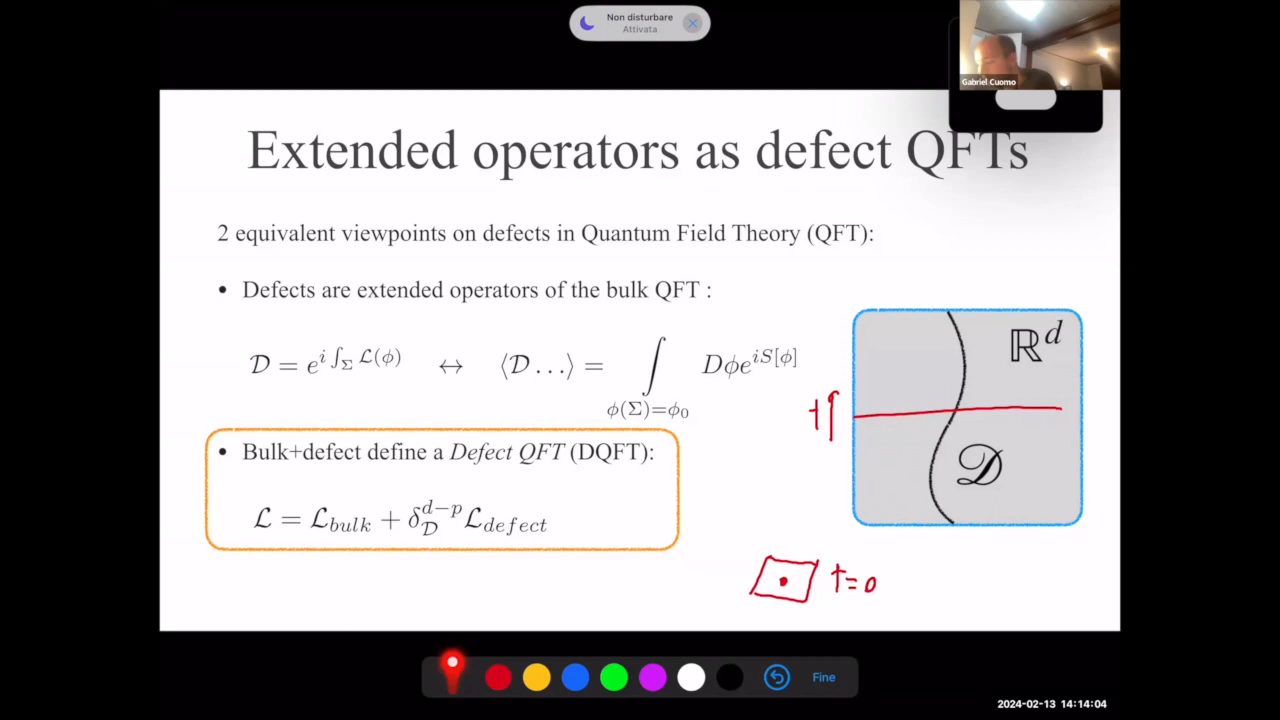 Non disturbare
Attivata
Gabriel Cuomo
Extended operators as defect QFTs
2 equivalent viewpoints on defects in Quantum Field Theory (QFT):
• Defects are extended operators of the bulk QFT :
𝒟 = e^{i ∫_Σ ℒ(ϕ)} ↔ ⟨𝒟 …⟩ = ∫_{ϕ(Σ)=ϕ_0} Dϕe^{iS[ϕ]}
ℝ^d
t
𝒟
• Bulk+defect define a Defect QFT (DQFT):
ℒ = ℒ_{bulk} + δ_𝒟^{d−p} ℒ_{defect}
t=0
Fine
2024-02-13 14:14:04